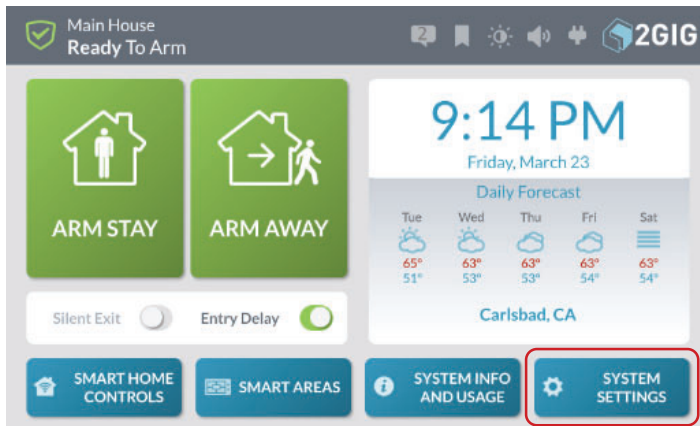 Main House
Ready To Arm
2
2GIG
ARM STAY
ARM AWAY
9:14 PM
Friday, March 23
Daily Forecast
Tue Wed Thu Fri Sat
65° 63° 63° 63° 63°
51° 53° 53° 54° 54°
Carlsbad, CA
Silent Exit
Entry Delay
SMART HOME
CONTROLS
SMART AREAS
SYSTEM INFO
AND USAGE
SYSTEM
SETTINGS